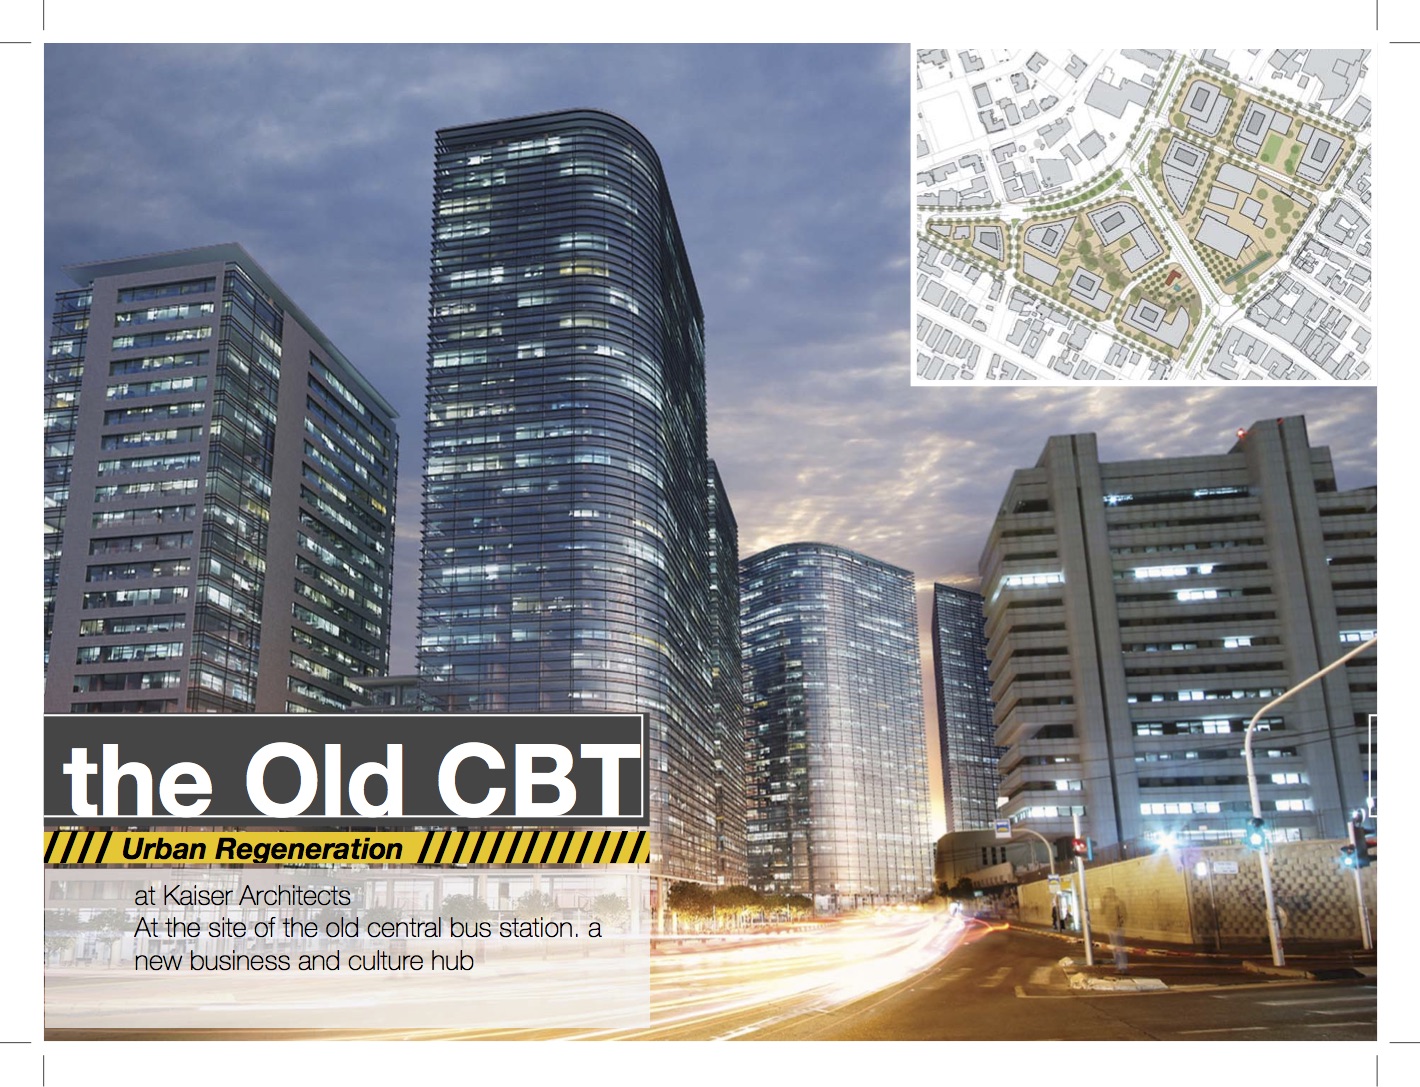 the Old CBT
Urban Regeneration
at Kaiser Architects
At the site of the old central bus station. a
new business and culture hub